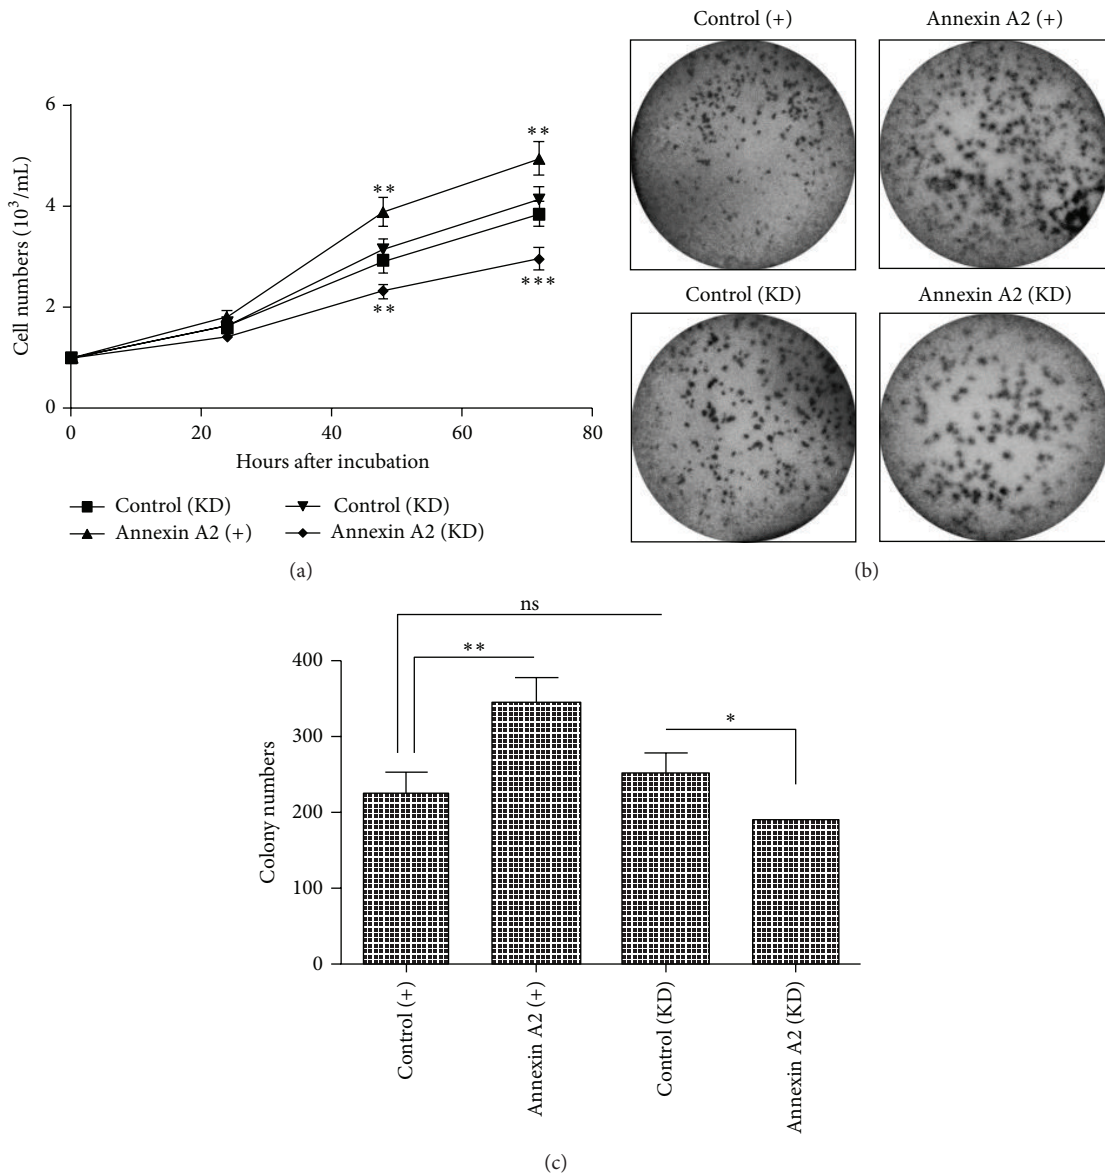 Control (+)
Annexin A2 (+)
Control (KD)
Annexin A2 (KD)
(b)
Cell numbers (10³/mL)
6
4
2
0
**
**
**
***
0
20
40
60
80
Hours after incubation
Control (KD)
Control (KD)
Annexin A2 (+)
Annexin A2 (KD)
(a)
ns
**
*
Colony numbers
400
300
200
100
0
Control (+)
Annexin A2 (+)
Control (KD)
Annexin A2 (KD)
(c)